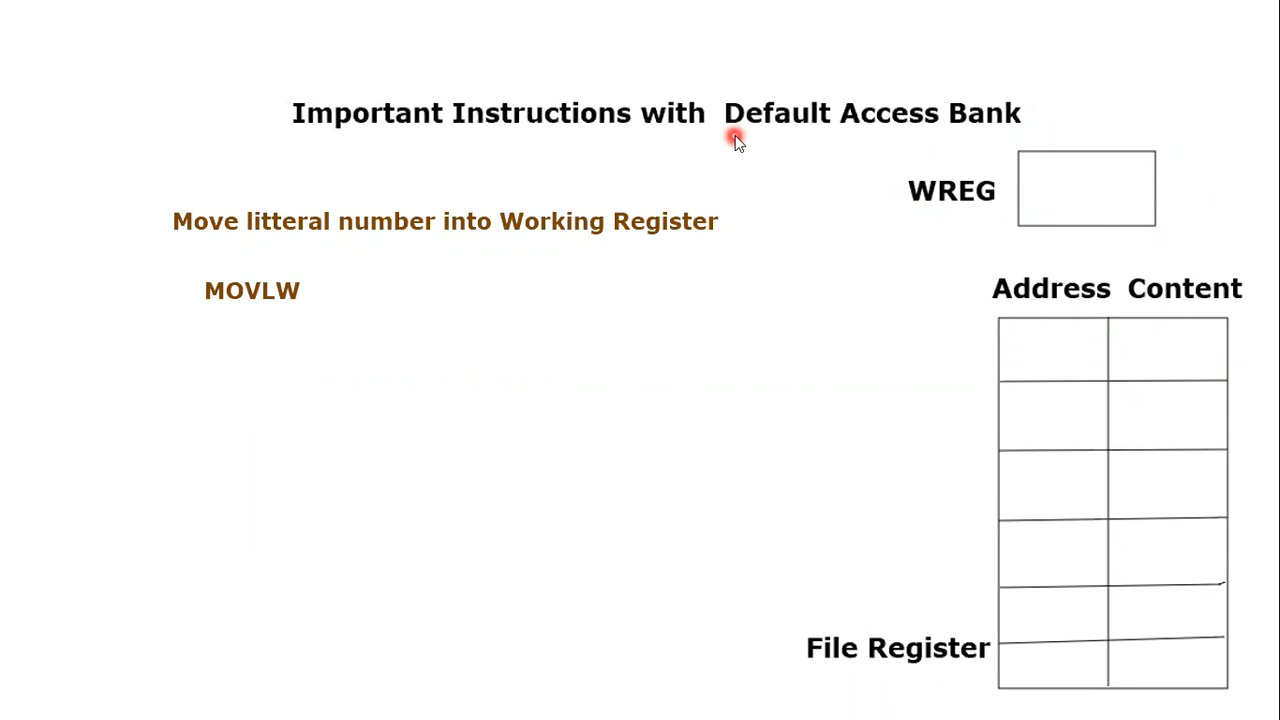 Important Instructions with Default Access Bank
WREG
Move litteral number into Working Register
MOVLW
Address Content
File Register